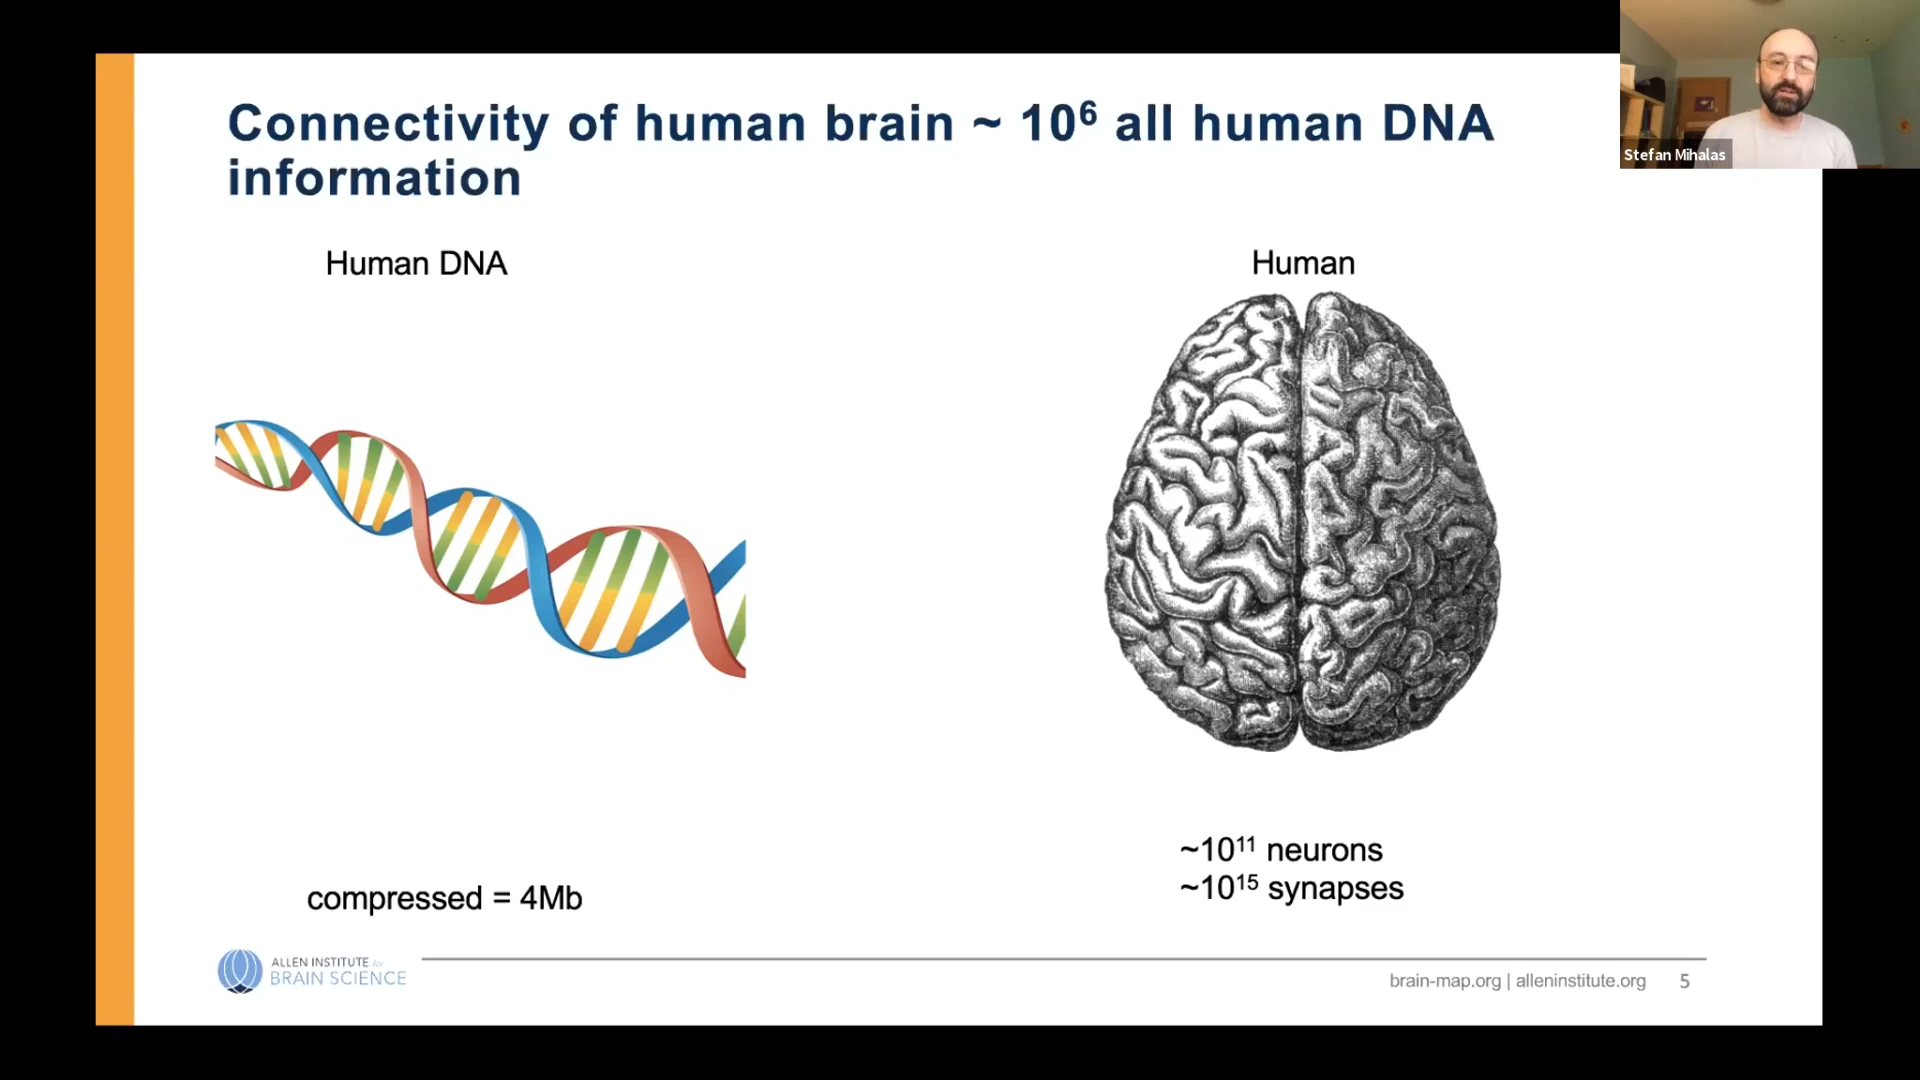 Connectivity of human brain ~ 10⁶ all human DNA
information
Stefan Mihalas
Human DNA
Human
~10¹¹ neurons
~10¹⁵ synapses
compressed = 4Mb
ALLEN INSTITUTE for
BRAIN SCIENCE
brain-map.org | alleninstitute.org 5